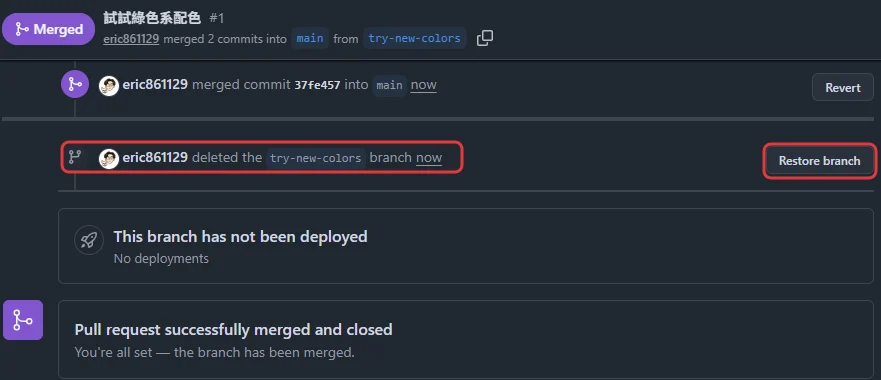 Merged
試試綠色系配色 #1
eric861129 merged 2 commits into main from try-new-colors
eric861129 merged commit 37fe457 into main now
Revert
eric861129 deleted the try-new-colors branch now
Restore branch
This branch has not been deployed
No deployments
Pull request successfully merged and closed
You're all set — the branch has been merged.